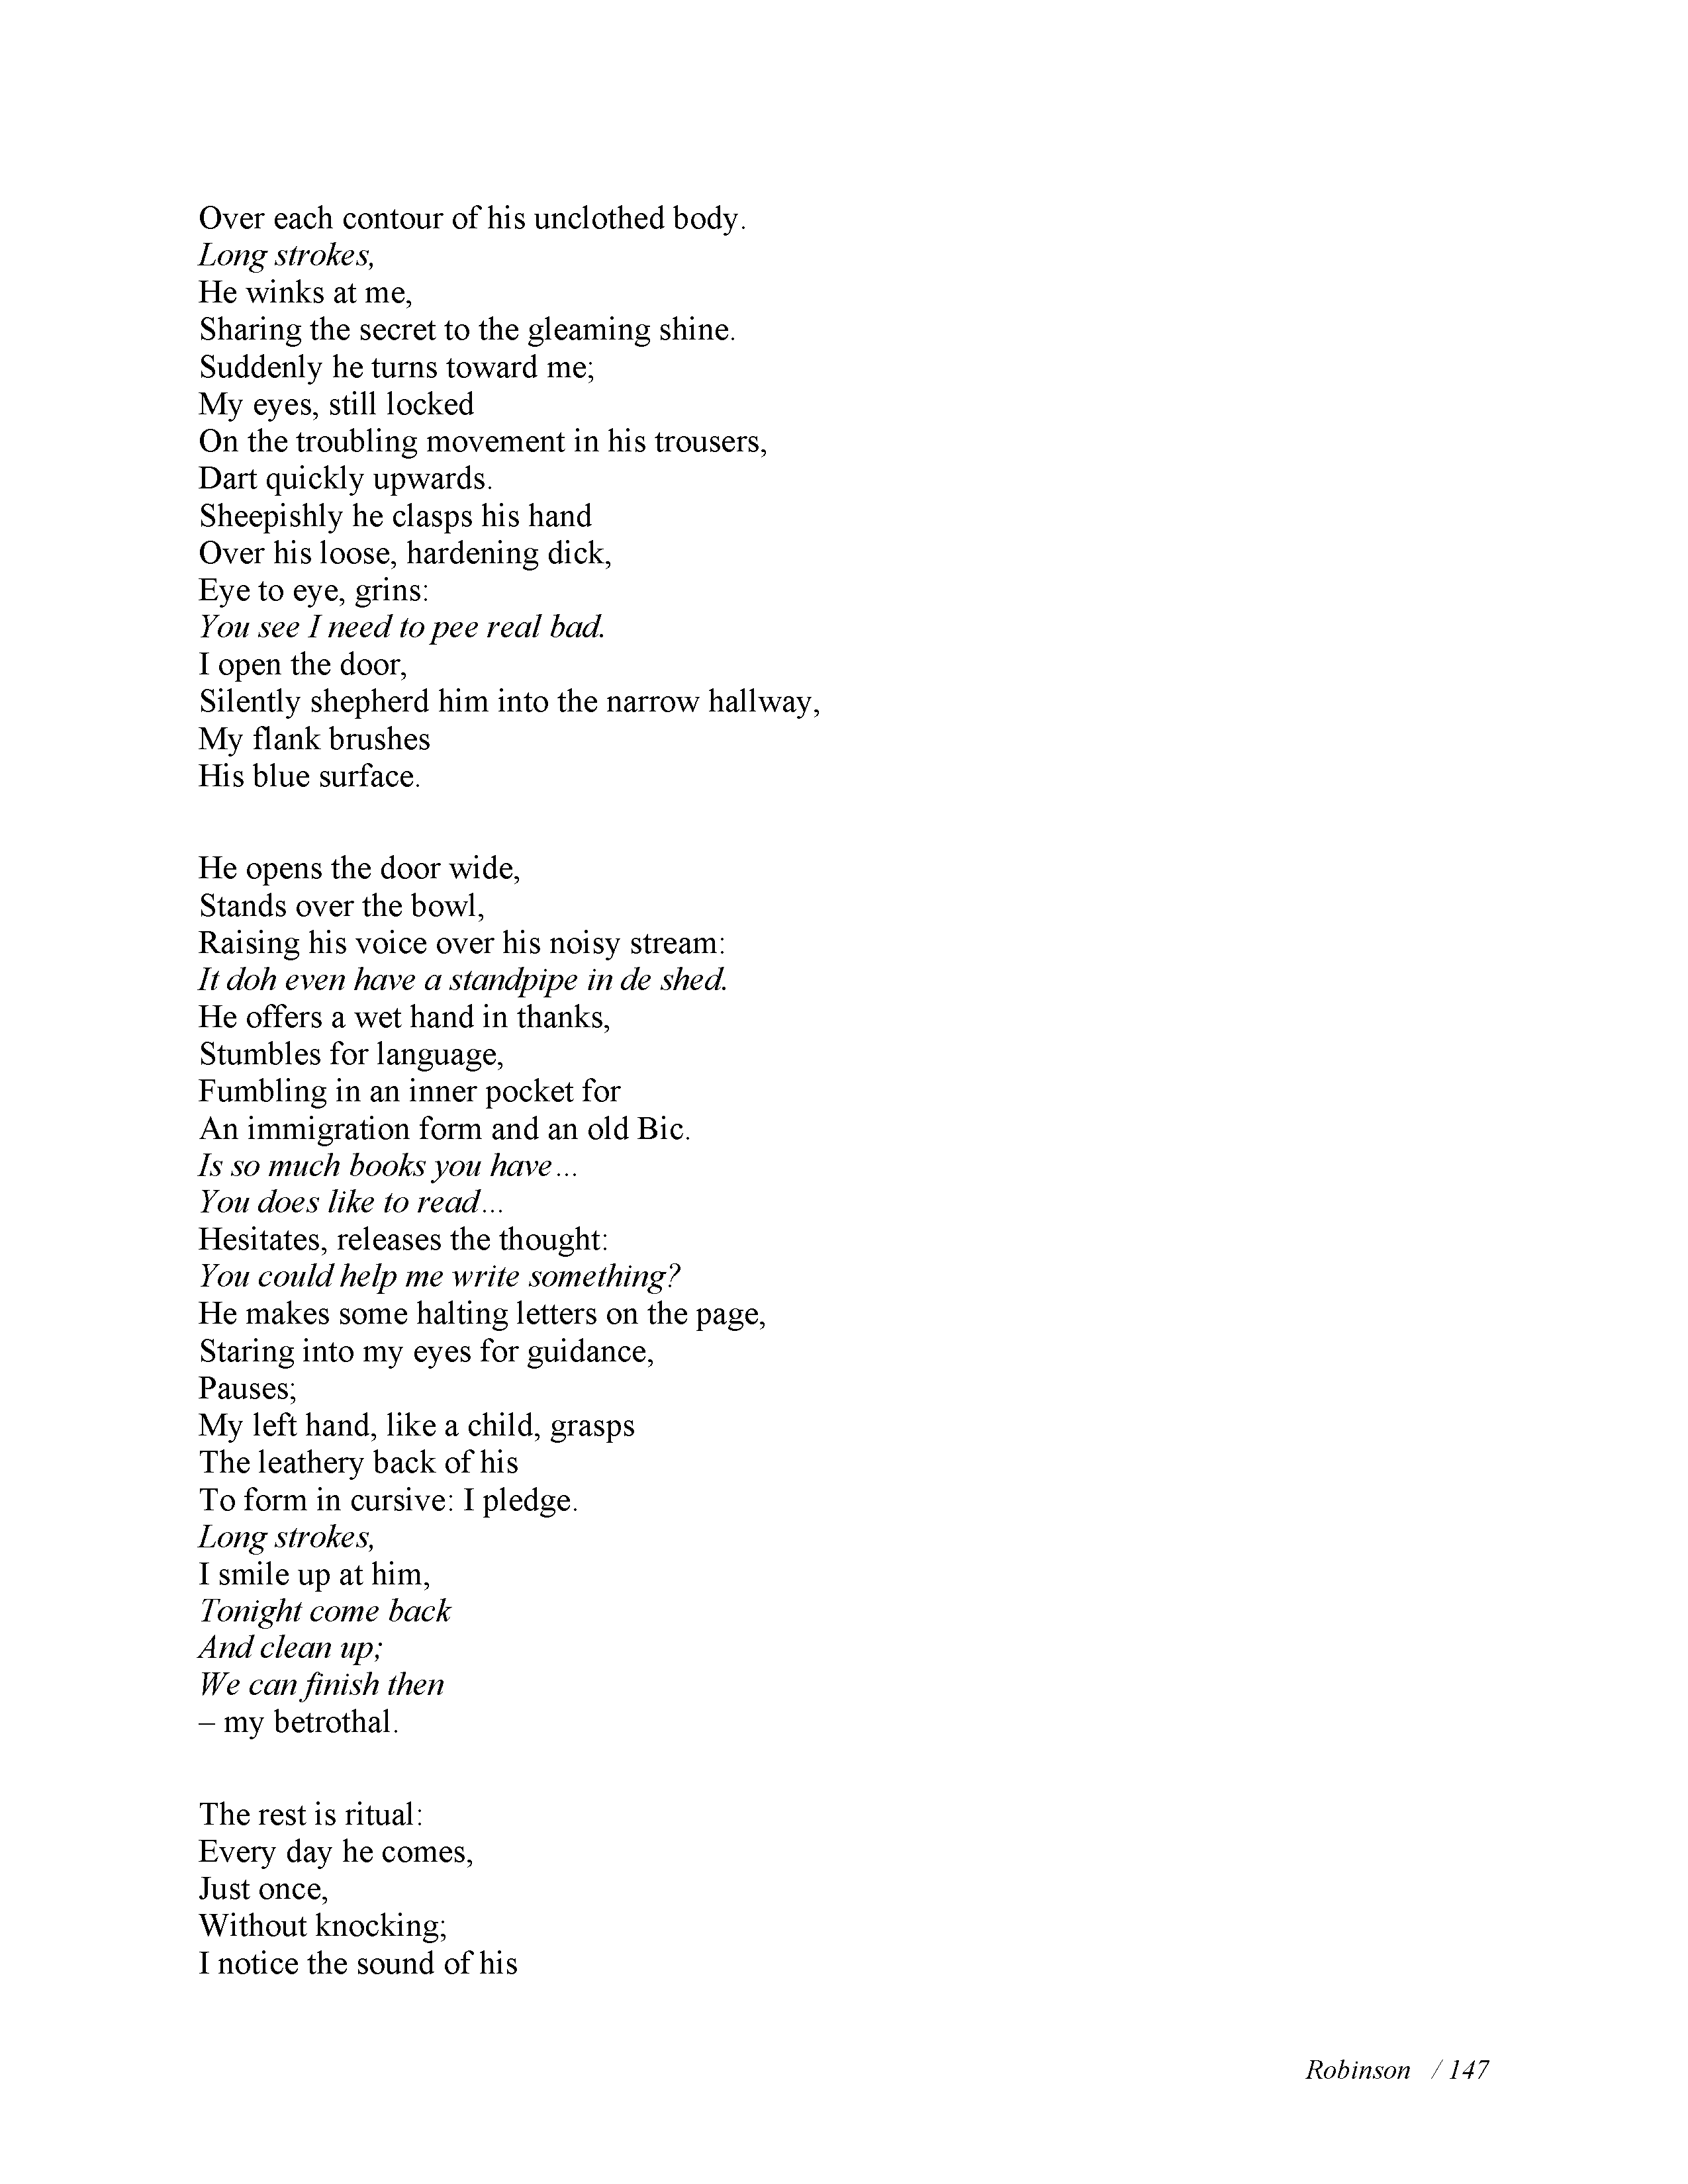 Over each contour of his unclothed body.
Long strokes,
He winks at me,
Sharing the secret to the gleaming shine.
Suddenly he turns toward me;
My eyes, still locked
On the troubling movement in his trousers,
Dart quickly upwards.
Sheepishly he clasps his hand
Over his loose, hardening dick,
Eye to eye, grins:
You see I need to pee real bad.
I open the door,
Silently shepherd him into the narrow hallway,
My flank brushes
His blue surface.
He opens the door wide,
Stands over the bowl,
Raising his voice over his noisy stream:
It doh even have a standpipe in de shed.
He offers a wet hand in thanks,
Stumbles for language,
Fumbling in an inner pocket for
An immigration form and an old Bic.
Is so much books you have…
You does like to read…
Hesitates, releases the thought:
You could help me write something?
He makes some halting letters on the page,
Staring into my eyes for guidance,
Pauses;
My left hand, like a child, grasps
The leathery back of his
To form in cursive: I pledge.
Long strokes,
I smile up at him,
Tonight come back
And clean up;
We can finish then
– my betrothal.
The rest is ritual:
Every day he comes,
Just once,
Without knocking;
I notice the sound of his
Robinson / 147